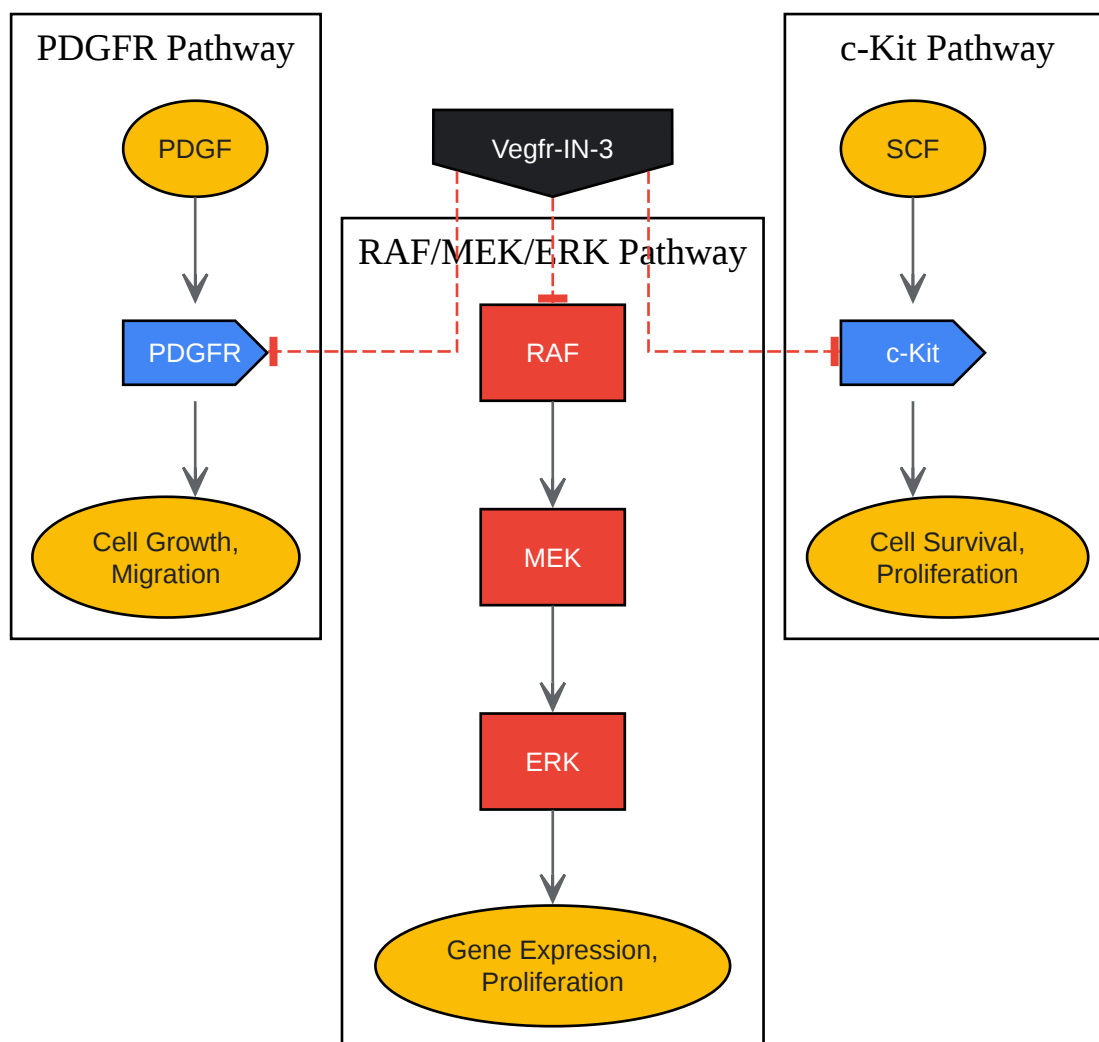 PDGFR Pathway
PDGF
PDGFR
Cell Growth,
Migration
Vegfr-IN-3
RAF/MEK/ERK Pathway
RAF
MEK
ERK
Gene Expression,
Proliferation
c-Kit Pathway
SCF
c-Kit
Cell Survival,
Proliferation